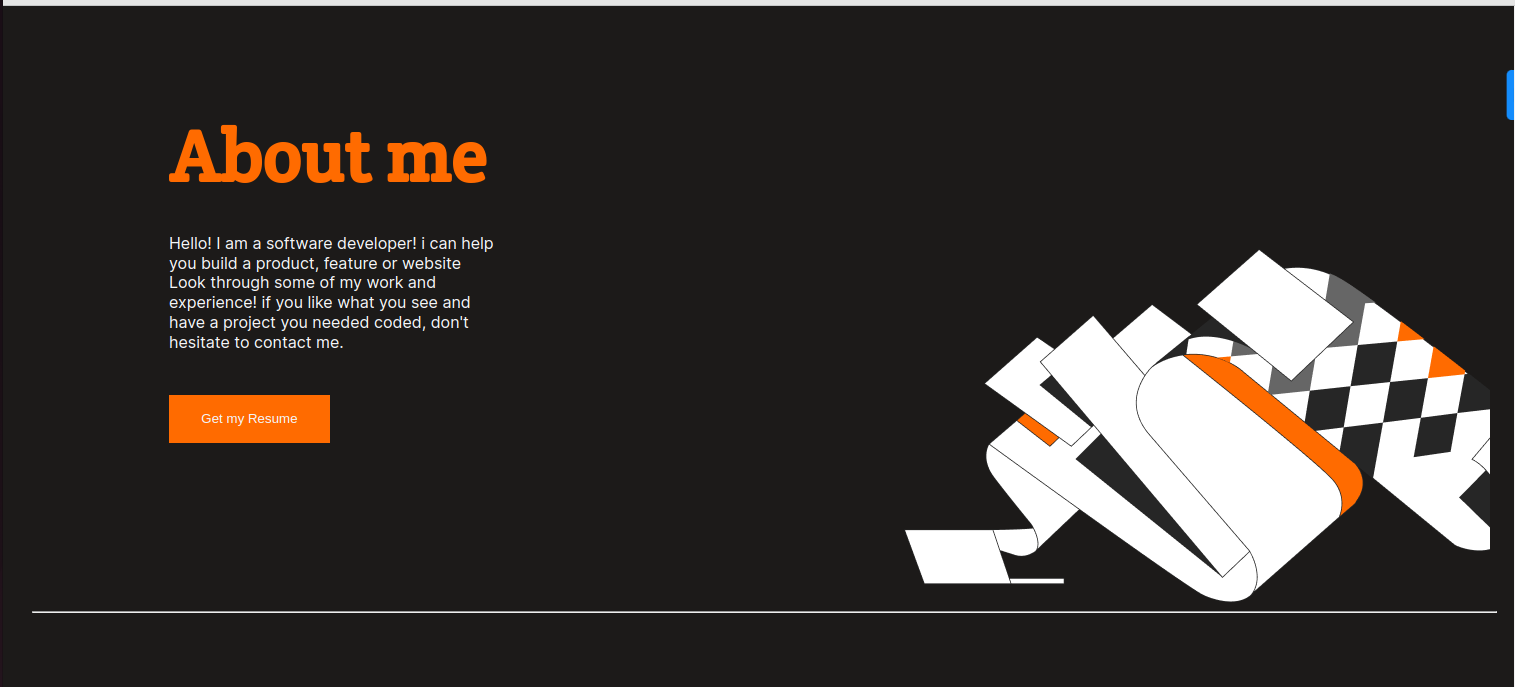 About me
Hello! I am a software developer! i can help
you build a product, feature or website
Look through some of my work and
experience! if you like what you see and
have a project you needed coded, don't
hesitate to contact me.
Get my Resume